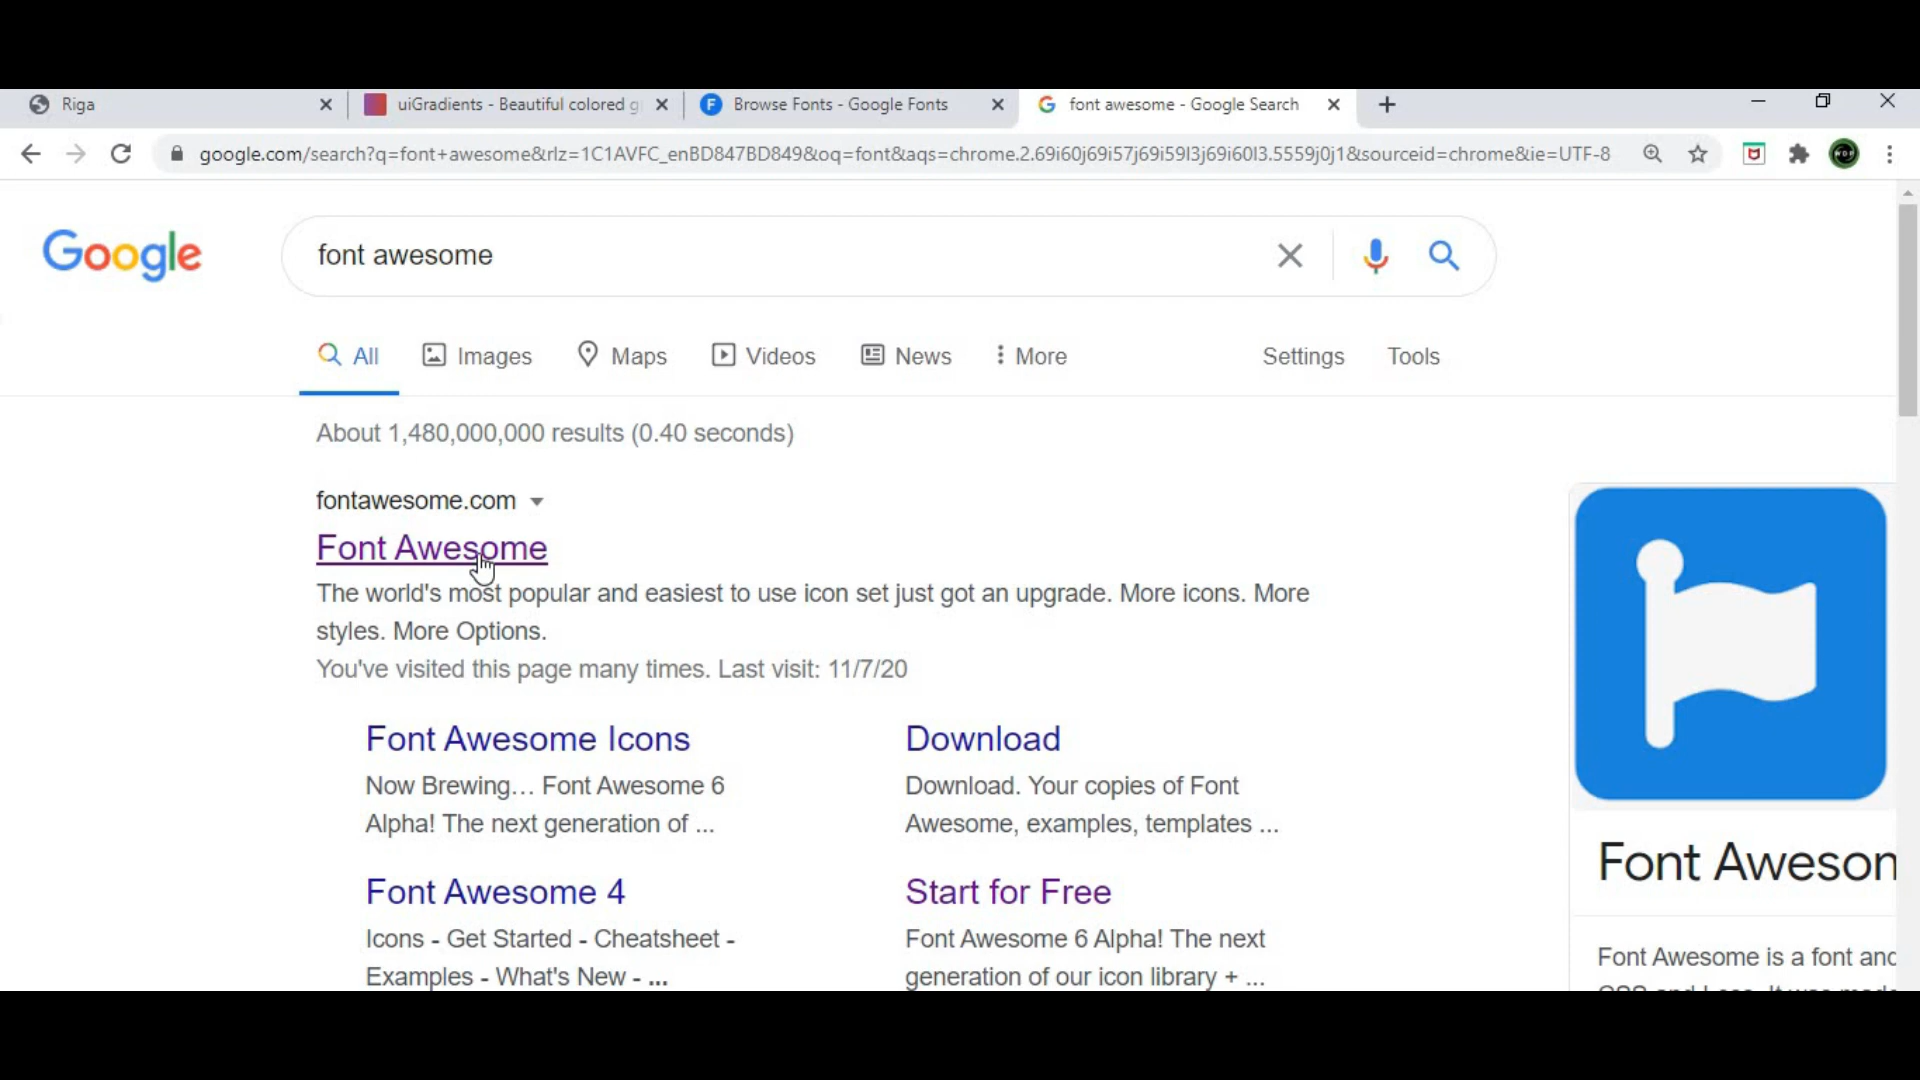 Riga
uiGradients - Beautiful colored g
Browse Fonts - Google Fonts
font awesome - Google Search
google.com/search?q=font+awesome&rlz=1C1AVFC_enBD847BD849&oq=font&aqs=chrome.2.69i60j69i57j69i59l3j69i60l3.5559j0j1&sourceid=chrome&ie=UTF-8
Google
font awesome
All
Images
Maps
Videos
News
More
Settings
Tools
About 1,480,000,000 results (0.40 seconds)
fontawesome.com
Font Awesome
The world's most popular and easiest to use icon set just got an upgrade. More icons. More
styles. More Options.
You've visited this page many times. Last visit: 11/7/20
Font Awesome Icons
Now Brewing... Font Awesome 6
Alpha! The next generation of ...
Download
Download. Your copies of Font
Awesome, examples, templates ...
Font Awesome 4
Icons - Get Started - Cheatsheet -
Examples - What's New - ...
Start for Free
Font Awesome 6 Alpha! The next
generation of our icon library + ...
Font Awesom
Font Awesome is a font and